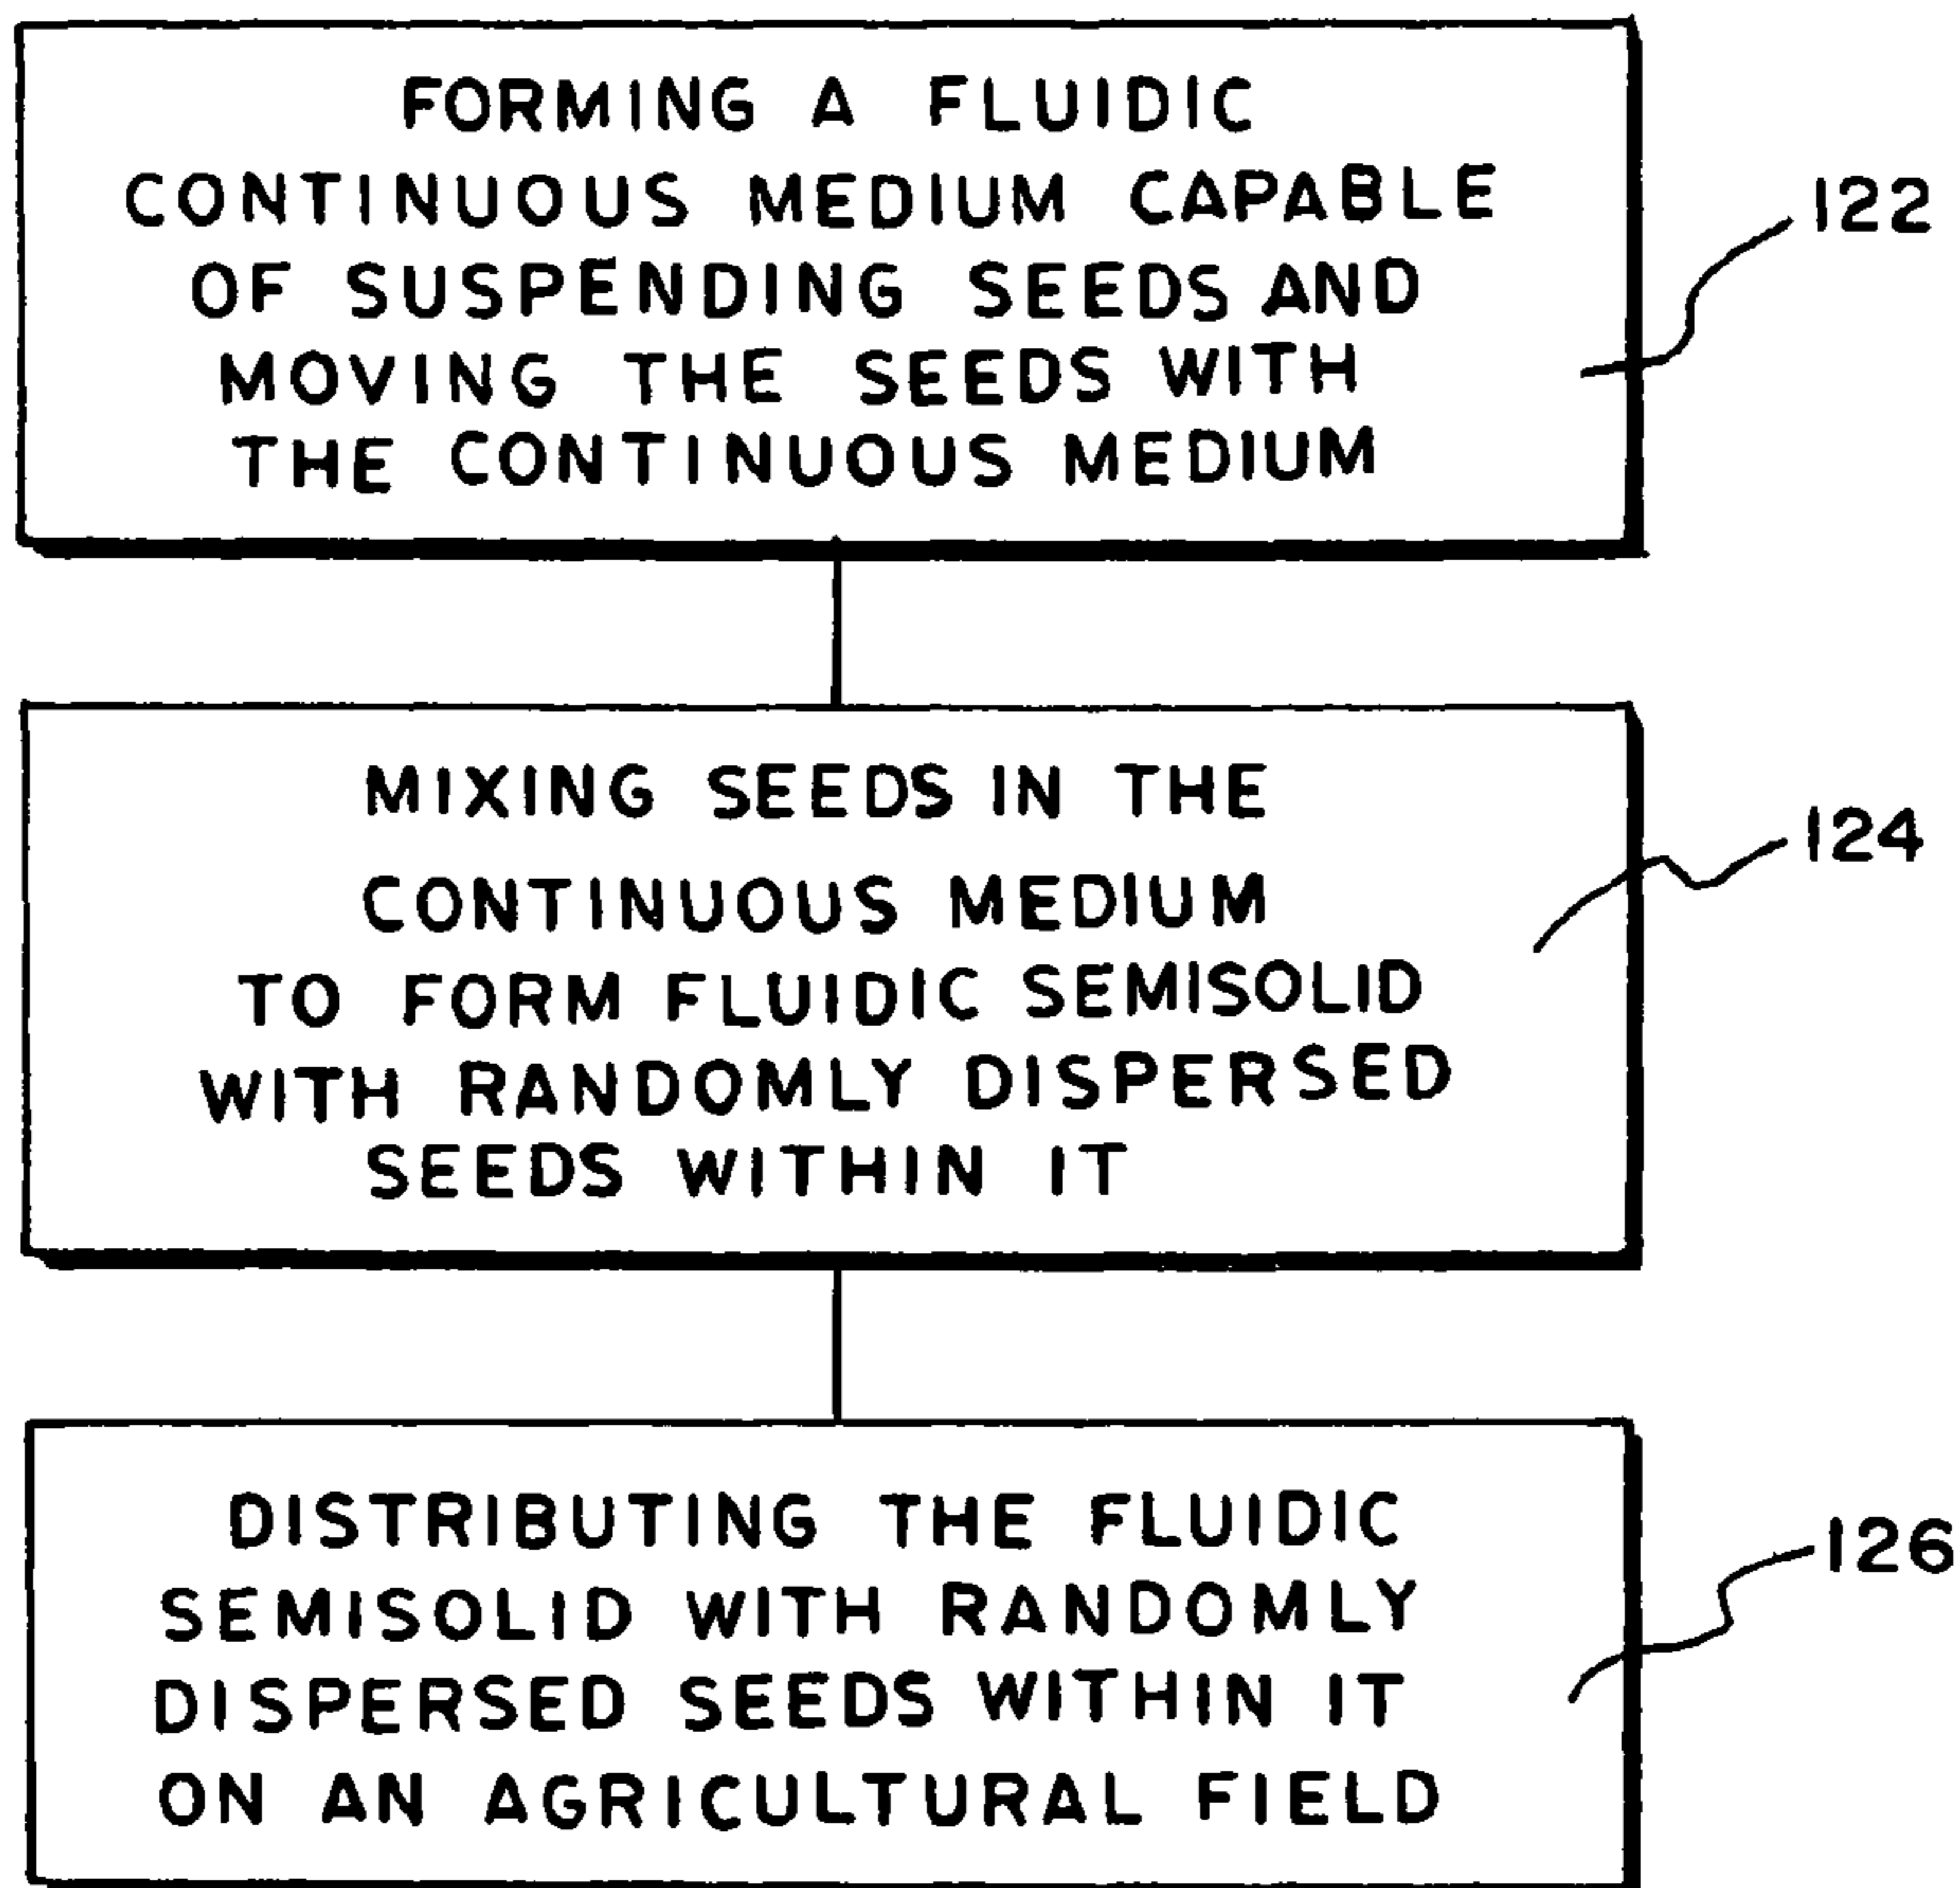 FORMING A FLUIDIC
CONTINUOUS MEDIUM CAPABLE
OF SUSPENDING SEEDS AND
MOVING THE SEEDS WITH
THE CONTINUOUS MEDIUM
122
MIXING SEEDS IN THE
CONTINUOUS MEDIUM
TO FORM FLUIDIC SEMISOLID
WITH RANDOMLY DISPERSED
SEEDS WITHIN IT
124
DISTRIBUTING THE FLUIDIC
SEMISOLID WITH RANDOMLY
DISPERSED SEEDS WITHIN IT
ON AN AGRICULTURAL FIELD
126